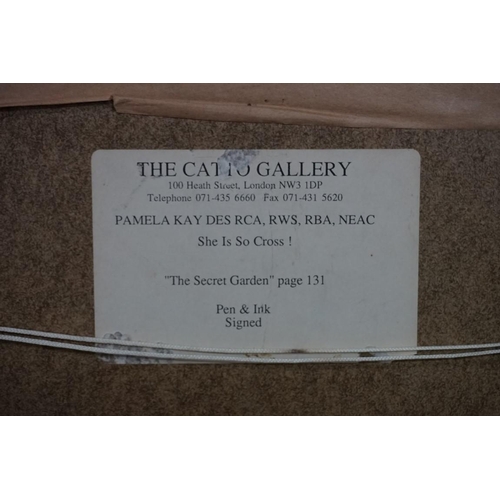 THE CATTO GALLERY
100 Heath Street, London NW3 1DP
Telephone 071-435 6660 Fax 071-431 5620
PAMELA KAY DES RCA, RWS, RBA, NEAC
She Is So Cross !
"The Secret Garden" page 131
Pen & Ink
Signed